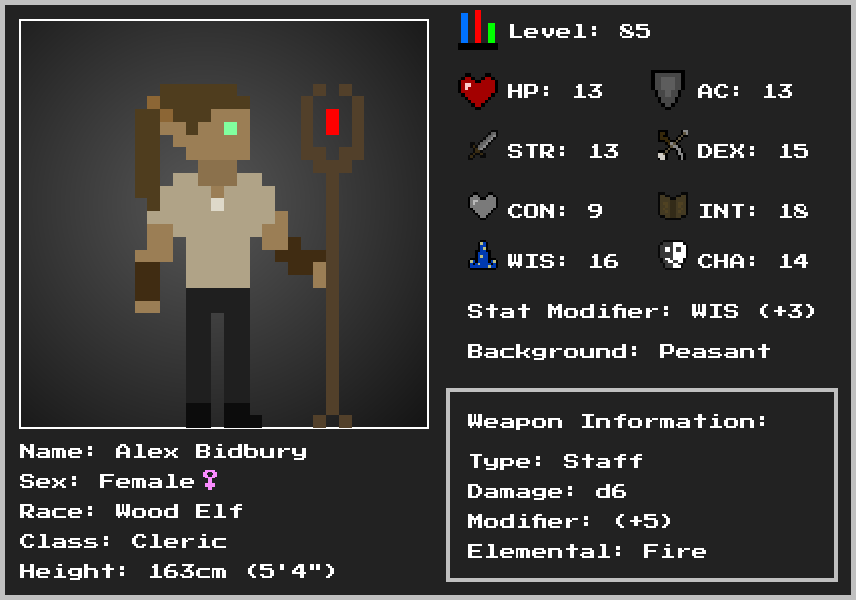 Level: 85
HP: 13
AC: 13
STR: 13
DEX: 15
CON: 9
INT: 18
WIS: 16
CHA: 14
Stat Modifier: WIS (+3)
Background: Peasant
Name: Alex Bidbury
Sex: Female♀
Race: Wood Elf
Class: Cleric
Height: 163cm (5'4")
Weapon Information:
Type: Staff
Damage: d6
Modifier: (+5)
Elemental: Fire